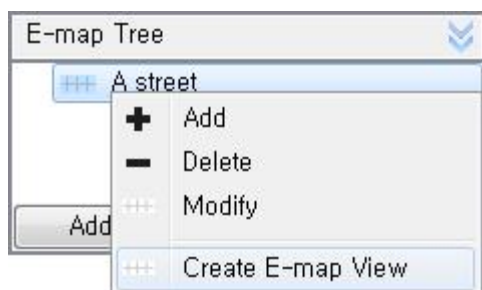 E-map Tree
A street
Add
Delete
Modify
Add
Create E-map View